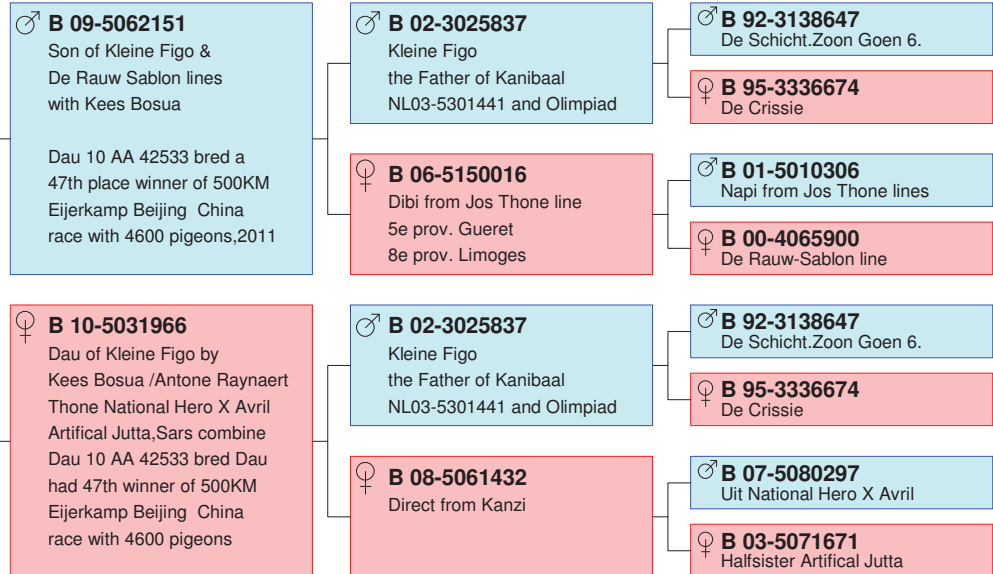 B 09-5062151
Son of Kleine Figo &
De Rauw Sablon lines
with Kees Bosua
Dau 10 AA 42533 bred a
47th place winner of 500KM
Eijerkamp Beijing China
race with 4600 pigeons,2011
B 10-5031966
Dau of Kleine Figo by
Kees Bosua /Antone Raynaert
Thone National Hero X Avril
Artifical Jutta,Sars combine
Dau 10 AA 42533 bred Dau
had 47th winner of 500KM
Eijerkamp Beijing China
race with 4600 pigeons
B 02-3025837
Kleine Figo
the Father of Kanibaal
NL03-5301441 and Olimpiad
B 06-5150016
Dibi from Jos Thone line
5e prov. Gueret
8e prov. Limoges
B 02-3025837
Kleine Figo
the Father of Kanibaal
NL03-5301441 and Olimpiad
B 08-5061432
Direct from Kanzi
B 92-3138647
De Schicht.Zoon Goen 6.
B 95-3336674
De Crissie
B 01-5010306
Napi from Jos Thone lines
B 00-4065900
De Rauw-Sablon line
B 92-3138647
De Schicht.Zoon Goen 6.
B 95-3336674
De Crissie
B 07-5080297
Uit National Hero X Avril
B 03-5071671
Halfsister Artifical Jutta